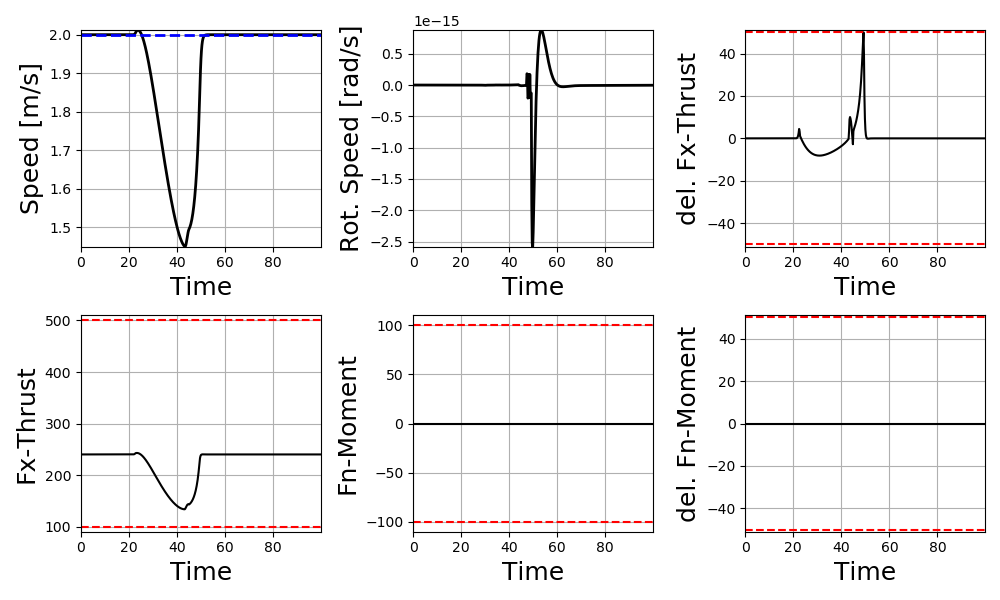 Speed [m/s]
2.0
1.9
1.8
1.7
1.6
1.5
0 20 40 60 80
Time
1e−15
Rot. Speed [rad/s]
0.5
0.0
−0.5
−1.0
−1.5
−2.0
−2.5
0 20 40 60 80
Time
del. Fx-Thrust
40
20
0
−20
−40
0 20 40 60 80
Time
Fx-Thrust
500
400
300
200
100
0 20 40 60 80
Time
Fn-Moment
100
50
0
−50
−100
0 20 40 60 80
Time
del. Fn-Moment
40
20
0
−20
−40
0 20 40 60 80
Time